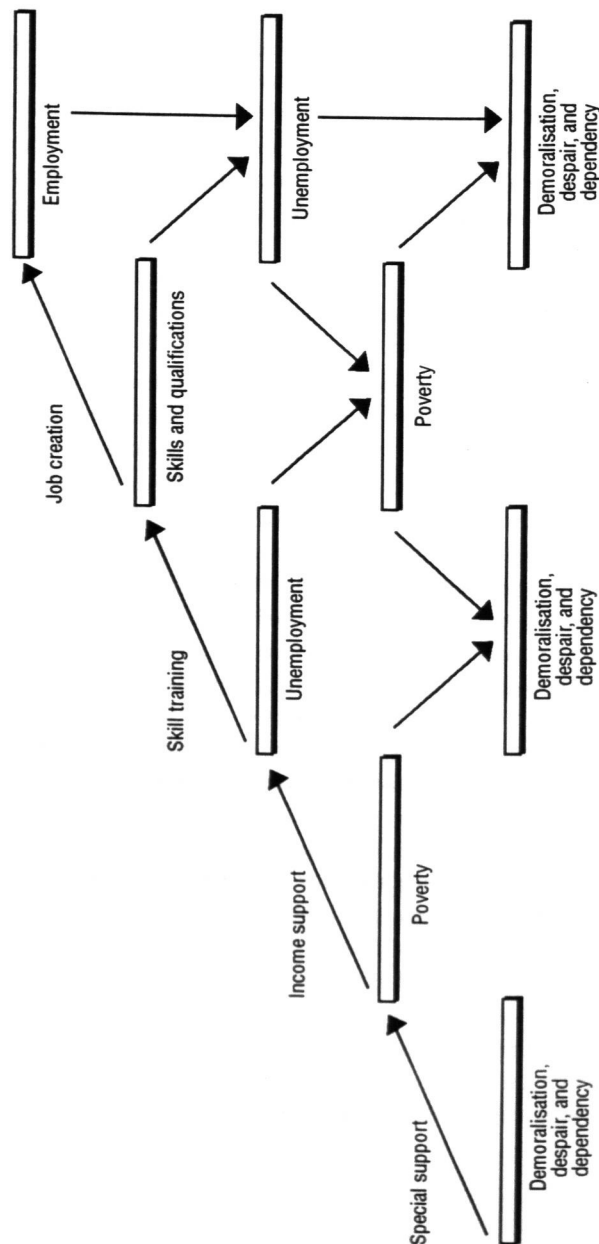 Job creation
Employment
Skill training
Skills and qualifications
Income support
Unemployment
Unemployment
Special support
Poverty
Poverty
Demoralisation,
despair, and
dependency
Demoralisation,
despair, and
dependency
Demoralisation,
despair, and
dependency